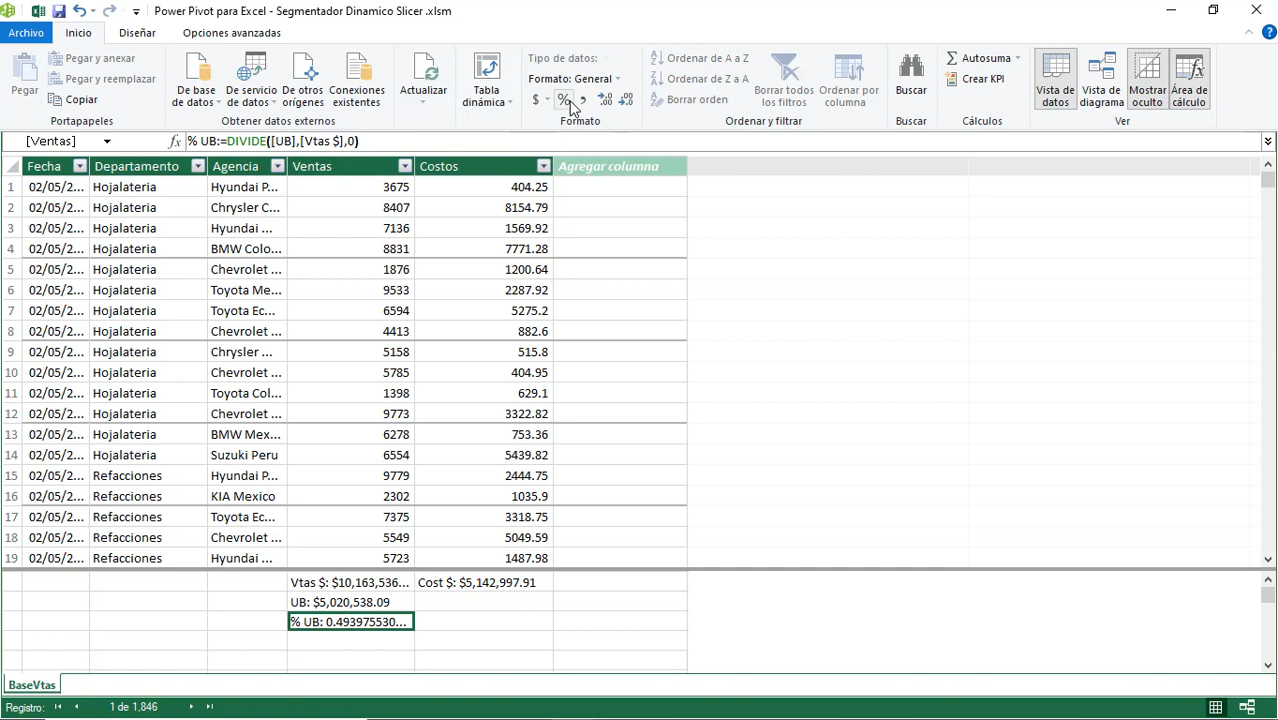 Power Pivot para Excel - Segmentador Dinamico Slicer .xlsm
Archivo Inicio Diseñar Opciones avanzadas
Pegar
Pegar y anexar
Pegar y reemplazar
Copiar
Portapapeles
De base de datos
De servicio de datos
De otros orígenes
Conexiones existentes
Obtener datos externos
Actualizar
Tabla dinámica
Tipo de datos:
Formato: General
$ % ,
Formato
Ordenar de A a Z
Ordenar de Z a A
Borrar orden
Borrar todos los filtros
Ordenar por columna
Ordenar y filtrar
Buscar
Buscar
Autosuma
Crear KPI
Cálculos
Vista de datos
Vista de diagrama
Mostrar oculto
Área de cálculo
Ver
[Ventas] fx % UB:=DIVIDE([UB],[Vtas $],0)
Fecha Departamento Agencia Ventas Costos Agregar columna
1 02/05/2... Hojalateria Hyundai P... 3675 404.25
2 02/05/2... Hojalateria Chrysler C... 8407 8154.79
3 02/05/2... Hojalateria Hyundai ... 7136 1569.92
4 02/05/2... Hojalateria BMW Colo... 8831 7771.28
5 02/05/2... Hojalateria Chevrolet ... 1876 1200.64
6 02/05/2... Hojalateria Toyota Me... 9533 2287.92
7 02/05/2... Hojalateria Toyota Ec... 6594 5275.2
8 02/05/2... Hojalateria Chevrolet ... 4413 882.6
9 02/05/2... Hojalateria Chrysler ... 5158 515.8
10 02/05/2... Hojalateria Chevrolet ... 5785 404.95
11 02/05/2... Hojalateria Toyota Col... 1398 629.1
12 02/05/2... Hojalateria Chevrolet ... 9773 3322.82
13 02/05/2... Hojalateria BMW Mex... 6278 753.36
14 02/05/2... Hojalateria Suzuki Peru 6554 5439.82
15 02/05/2... Refacciones Hyundai P... 9779 2444.75
16 02/05/2... Refacciones KIA Mexico 2302 1035.9
17 02/05/2... Refacciones Toyota Ec... 7375 3318.75
18 02/05/2... Refacciones Chevrolet ... 5549 5049.59
19 02/05/2... Refacciones Hyundai ... 5723 1487.98
Vtas $: $10,163,536... Cost $: $5,142,997.91
UB: $5,020,538.09
% UB: 0.493975530...
BaseVtas
Registro: 1 de 1,846